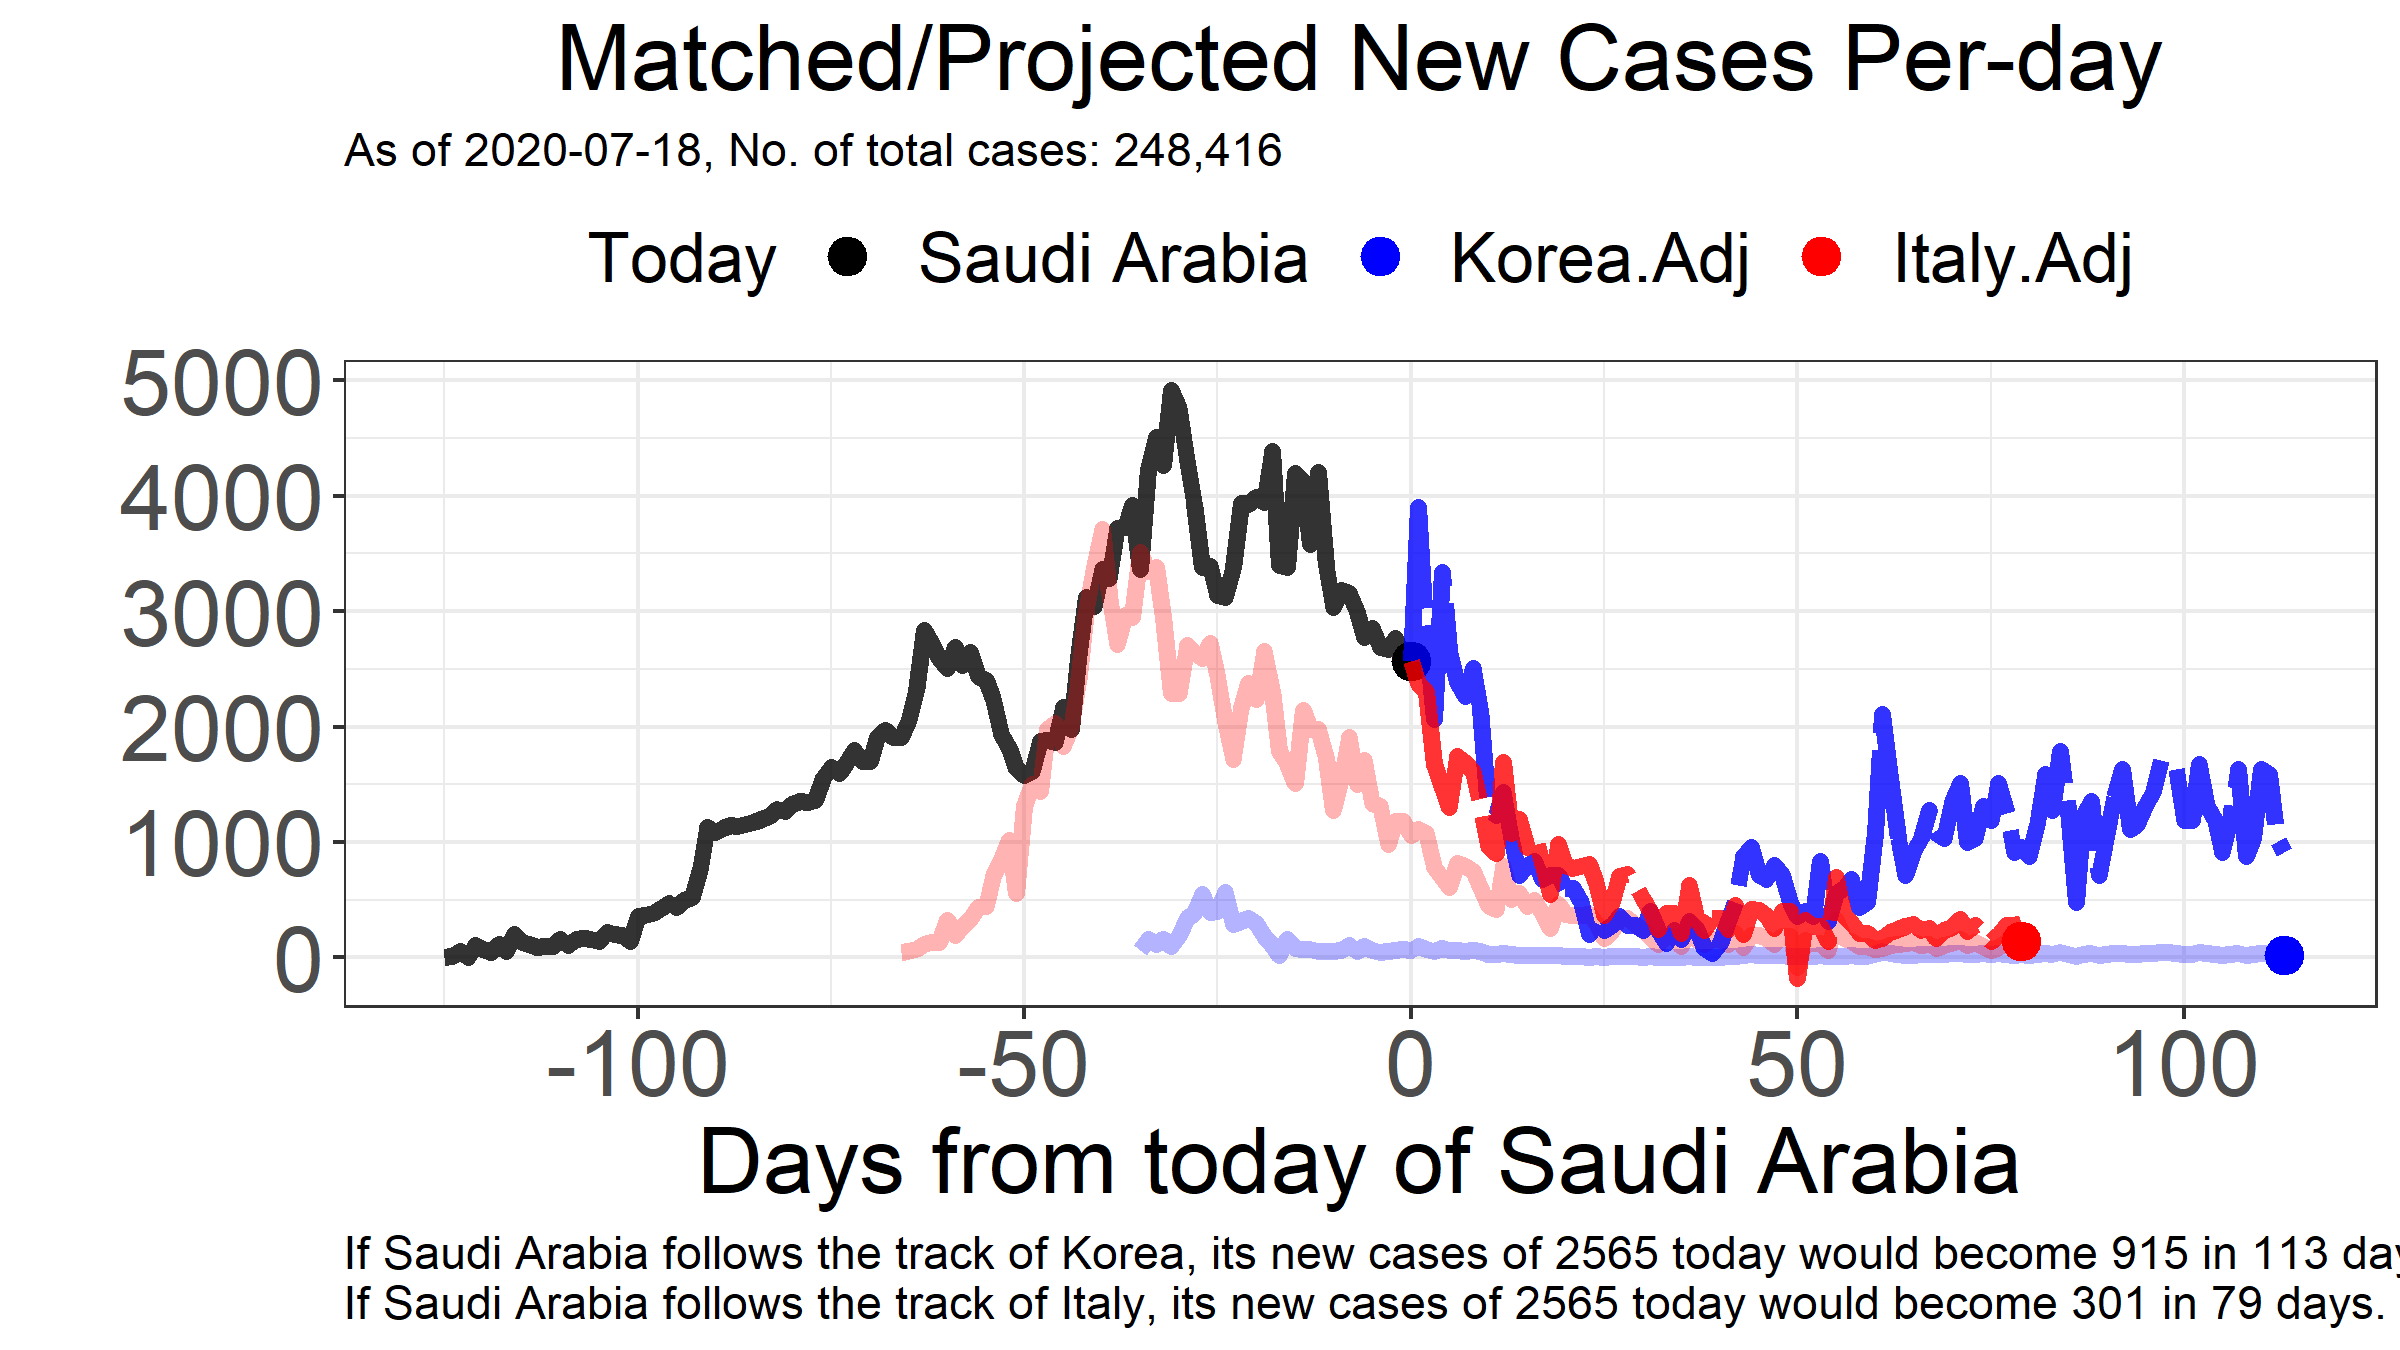 Matched/Projected New Cases Per-day
As of 2020-07-18, No. of total cases: 248,416
Today Saudi Arabia Korea.Adj Italy.Adj
5000
4000
3000
2000
1000
0
-100 -50 0 50 100
Days from today of Saudi Arabia
If Saudi Arabia follows the track of Korea, its new cases of 2565 today would become 915 in 113 day
If Saudi Arabia follows the track of Italy, its new cases of 2565 today would become 301 in 79 days.